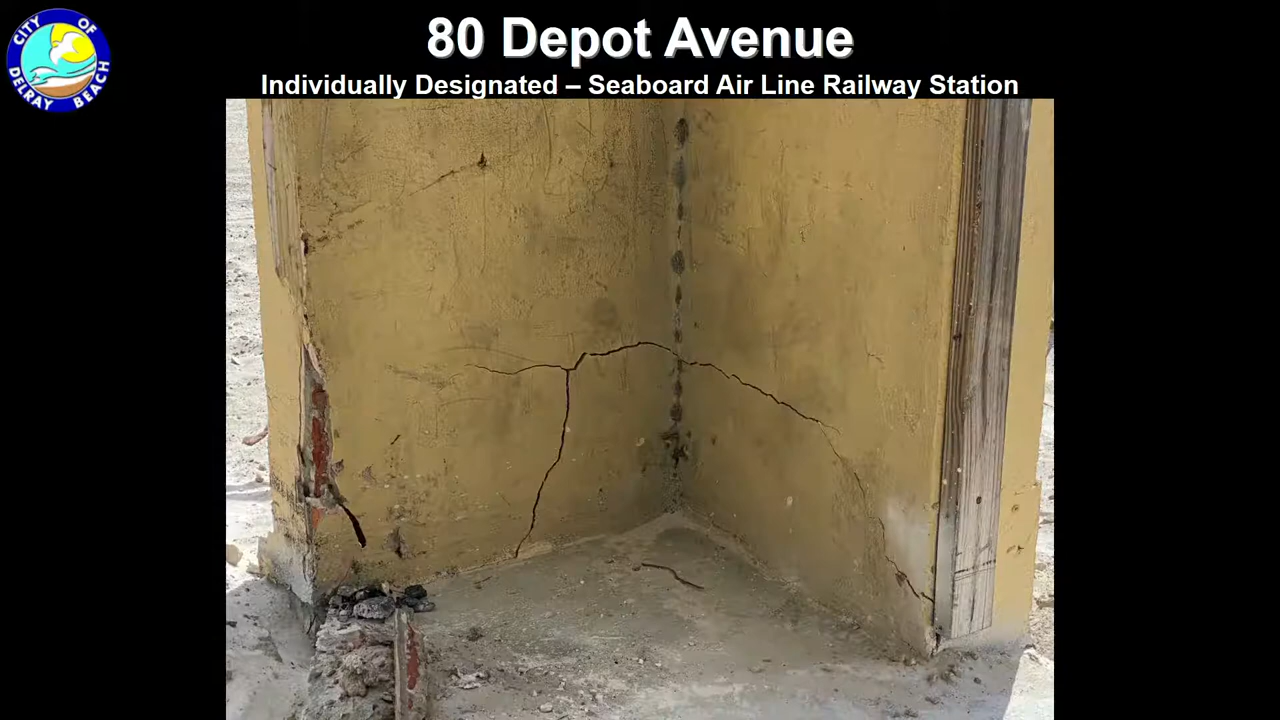 CITY OF
DELRAY BEACH
80 Depot Avenue
Individually Designated – Seaboard Air Line Railway Station